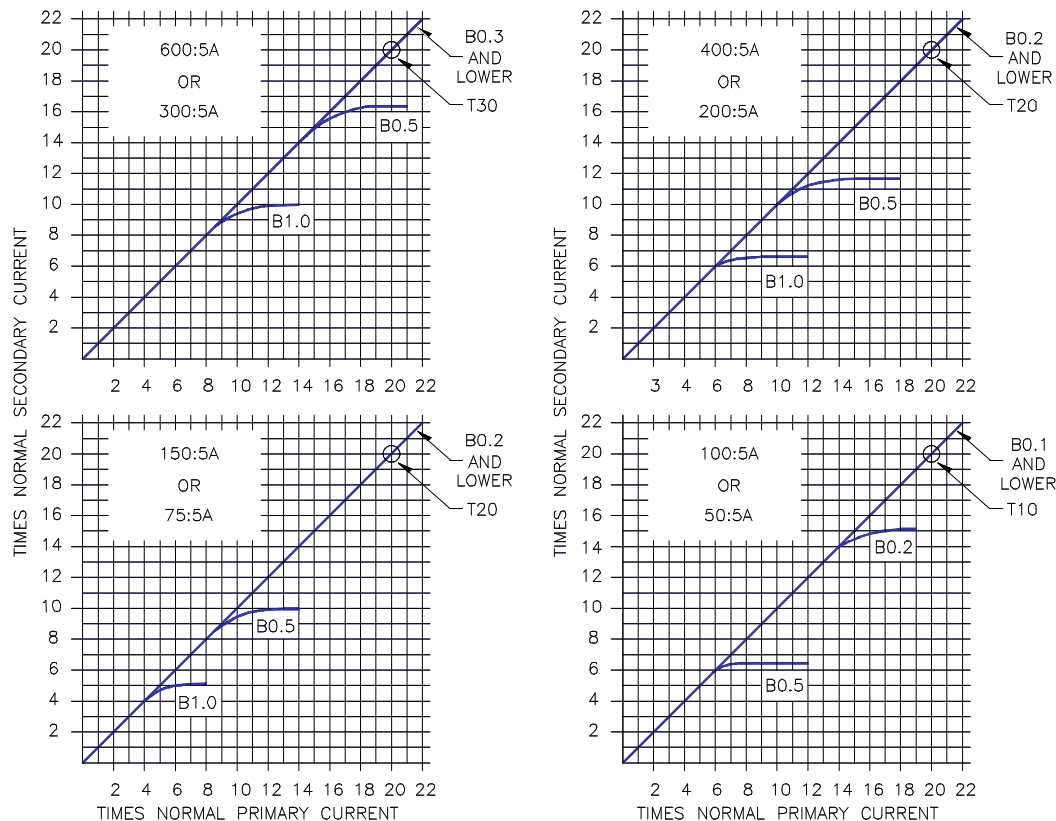 22
20
18
16
14
12
10
8
6
4
2
600:5A
OR
300:5A
B0.3
AND
LOWER
T30
B0.5
B1.0
2 4 6 8 10 12 14 16 18 20 22
TIMES NORMAL SECONDARY CURRENT
22
20
18
16
14
12
10
8
6
4
2
400:5A
OR
200:5A
B0.2
AND
LOWER
T20
B0.5
B1.0
3 4 6 8 10 12 14 16 18 20 22
TIMES NORMAL SECONDARY CURRENT
22
20
18
16
14
12
10
8
6
4
2
150:5A
OR
75:5A
B0.2
AND
LOWER
T20
B0.5
B1.0
2 4 6 8 10 12 14 16 18 20 22
TIMES NORMAL PRIMARY CURRENT
22
20
18
16
14
12
10
8
6
4
2
100:5A
OR
50:5A
B0.1
AND
LOWER
T10
B0.2
B0.5
2 4 6 8 10 12 14 16 18 20 22
TIMES NORMAL PRIMARY CURRENT